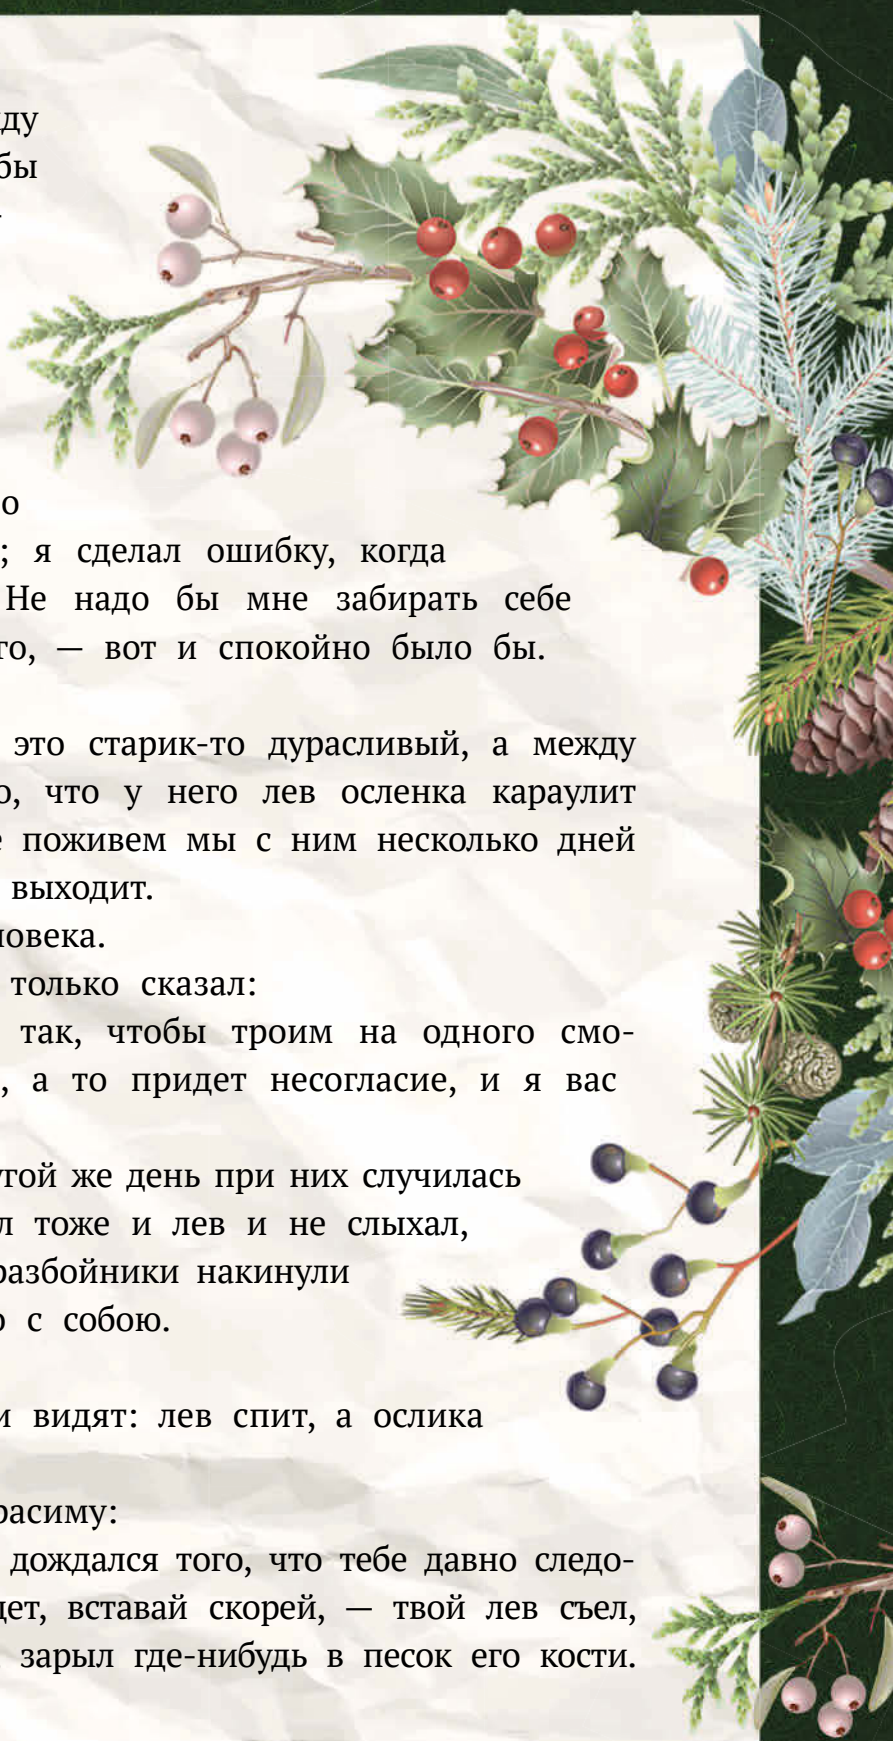 ду
бы
-
о
; я сделал ошибку, когда
Не надо бы мне забирать себе
го, — вот и спокойно было бы.
это старик-то дурасливый, а между
о, что у него лев осленка караулит
е поживем мы с ним несколько дней
выходит.
ловека.
только сказал:
так, чтобы троим на одного смо-
, а то придет несогласие, и я вас
угой же день при них случилась
л тоже и лев и не слыхал,
разбойники накинули
о с собою.
и видят: лев спит, а ослика
расиму:
дождался того, что тебе давно следо-
дет, вставай скорей, — твой лев съел,
зарыл где-нибудь в песок его кости.